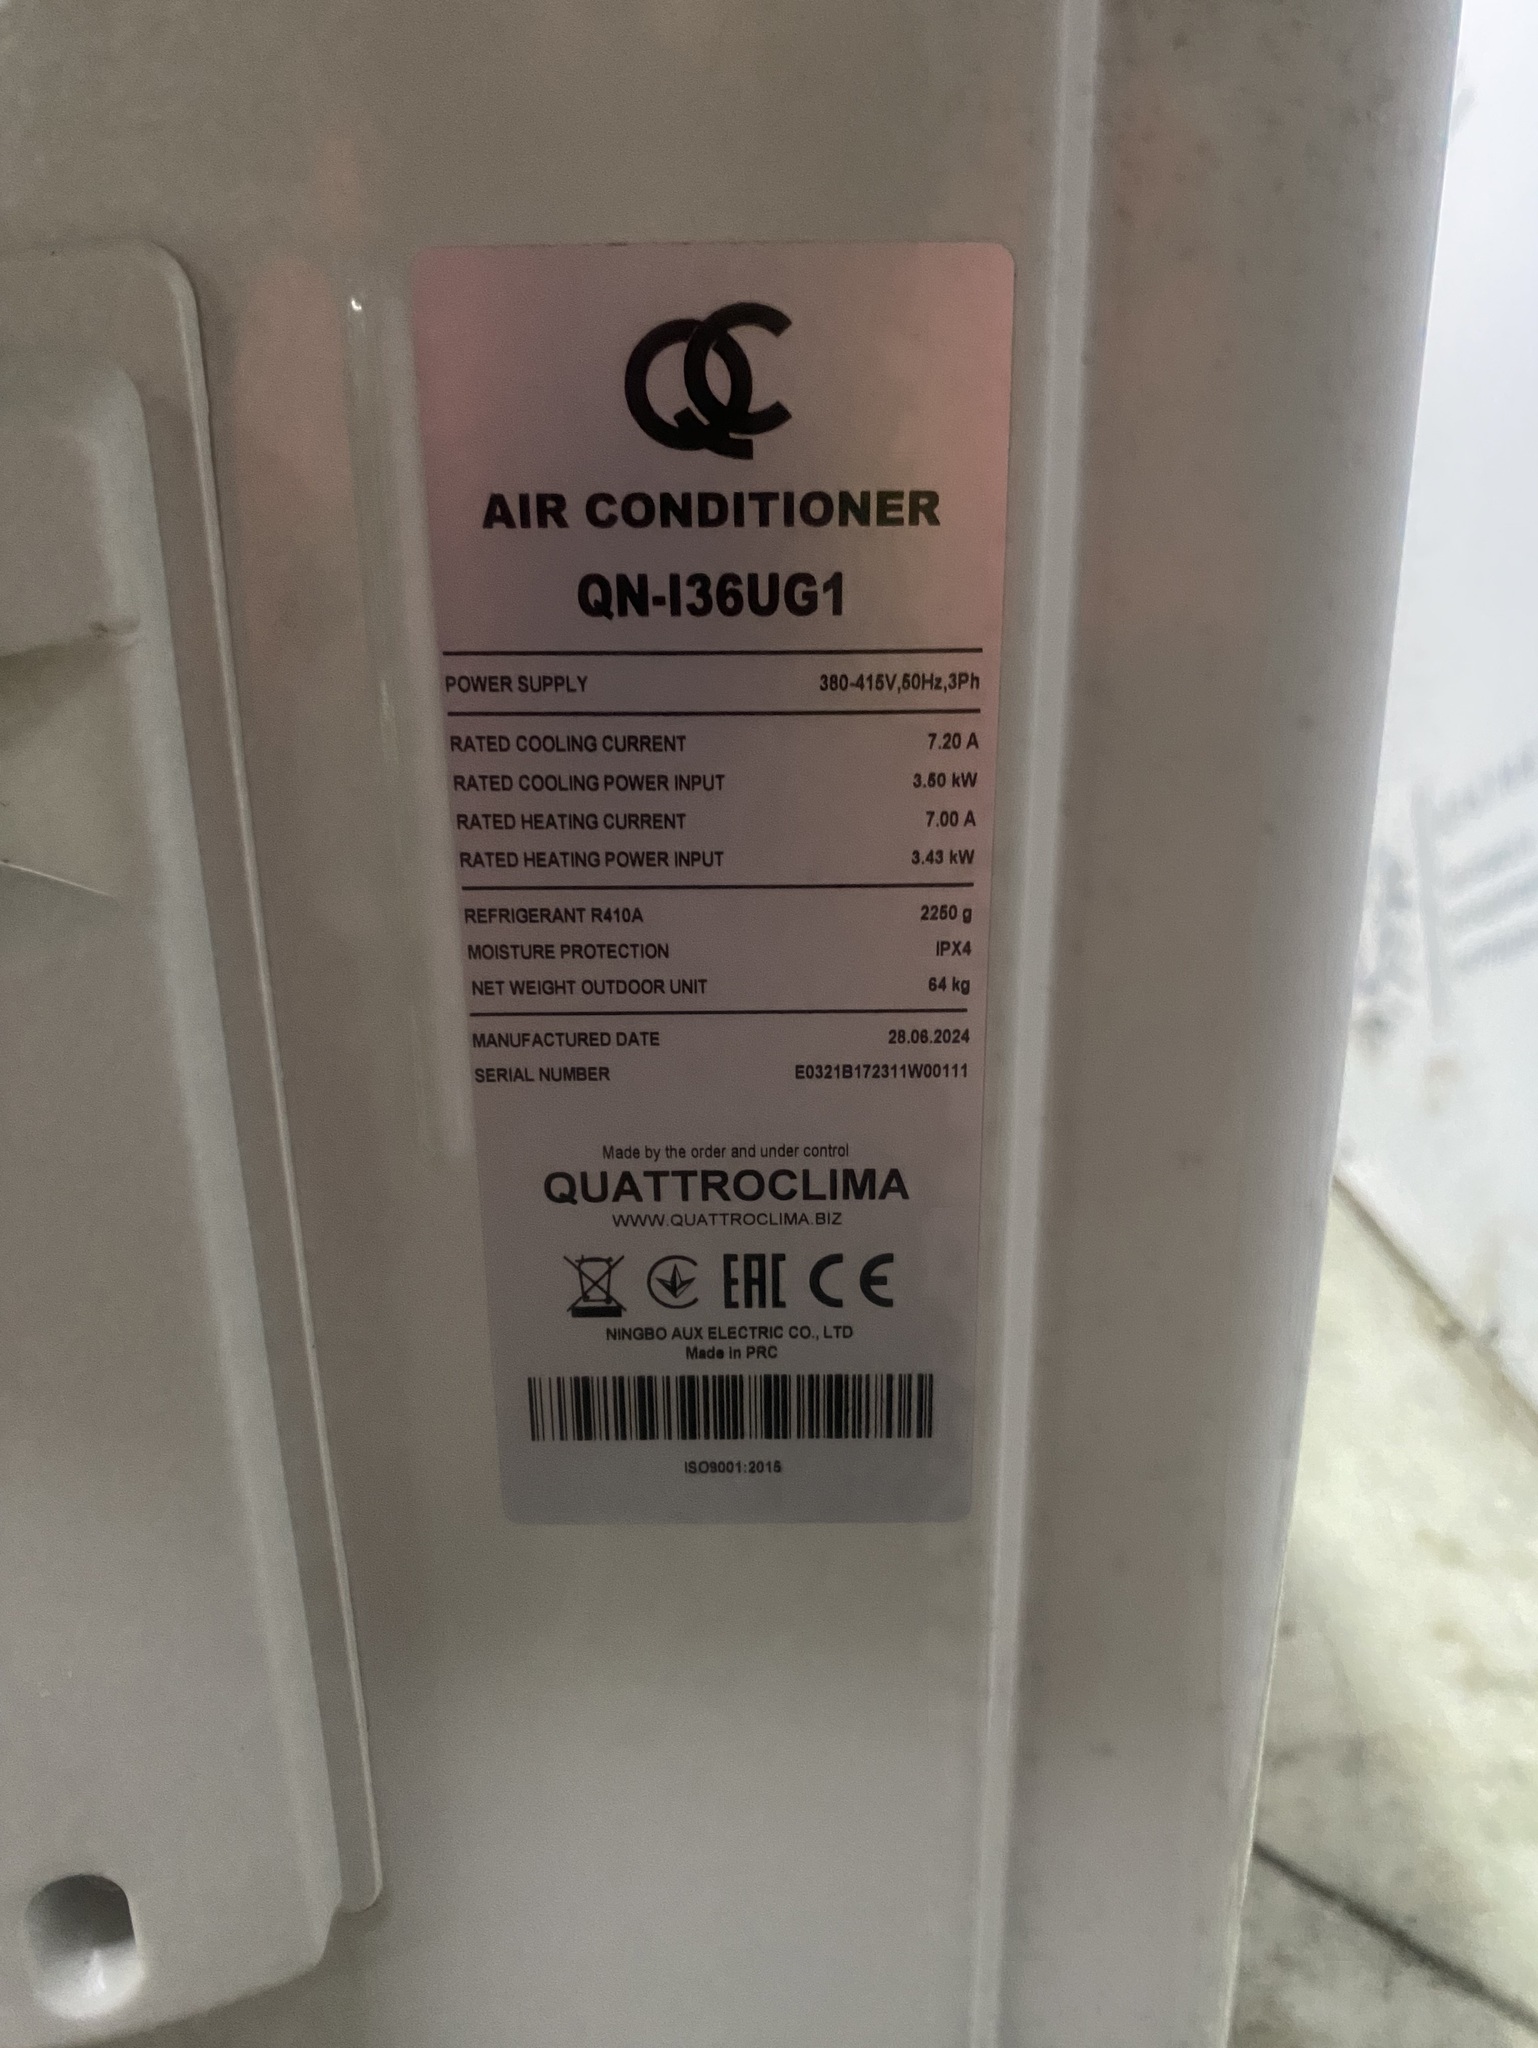 QC
AIR CONDITIONER
QN-I36UG1
POWER SUPPLY 380-415V,50Hz,3Ph
RATED COOLING CURRENT 7.20 A
RATED COOLING POWER INPUT 3.50 kW
RATED HEATING CURRENT 7.00 A
RATED HEATING POWER INPUT 3.43 kW
REFRIGERANT R410A 2250 g
MOISTURE PROTECTION IPX4
NET WEIGHT OUTDOOR UNIT 64 kg
MANUFACTURED DATE 28.06.2024
SERIAL NUMBER E0321B172311W00111
Made by the order and under control
QUATTROCLIMA
WWW.QUATTROCLIMA.BIZ
EAC CE
NINGBO AUX ELECTRIC CO., LTD
Made in PRC
ISO9001:2015